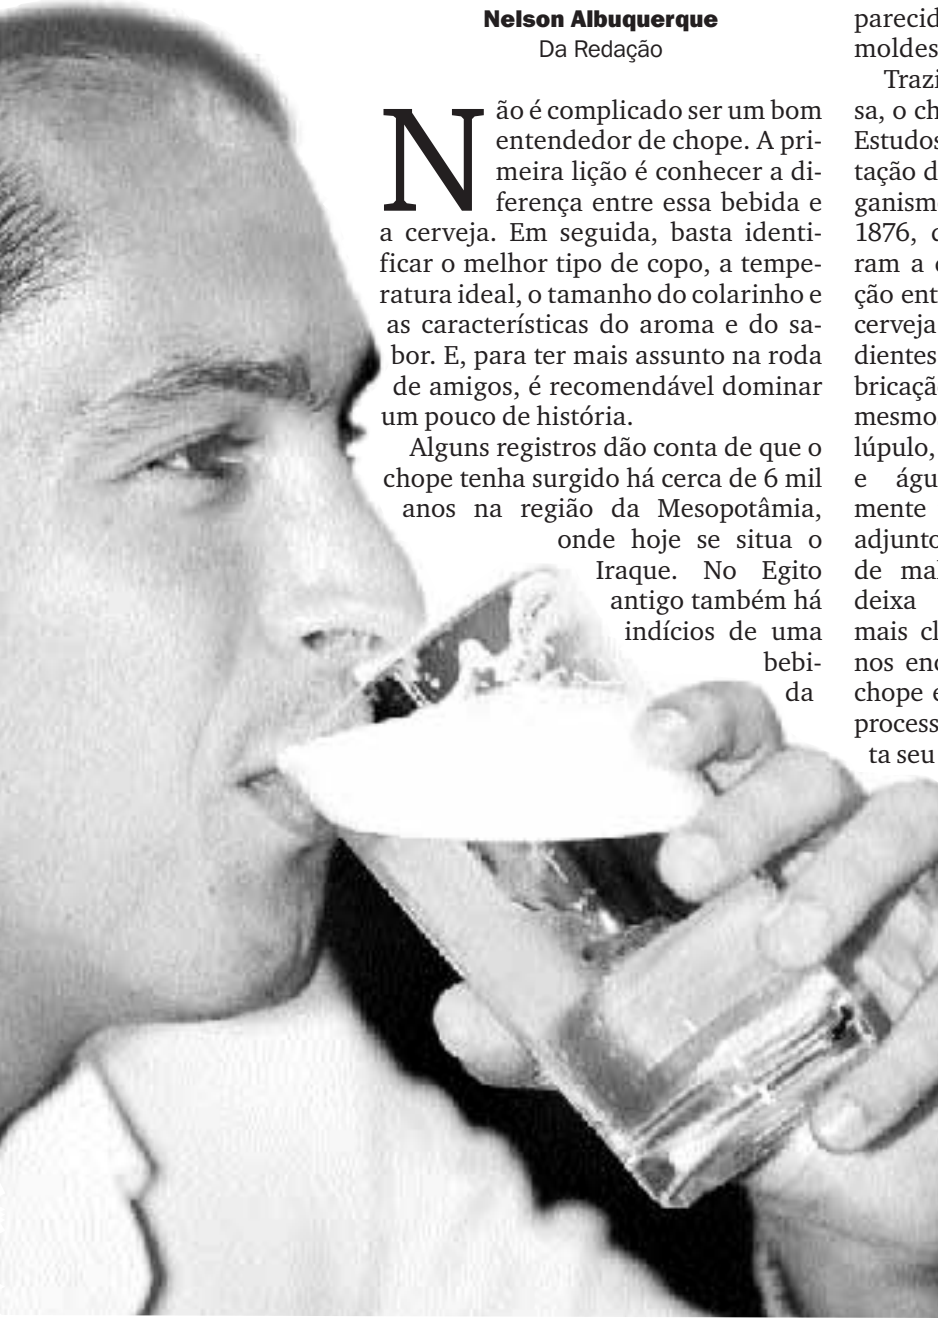 Nelson Albuquerque
Da Redação
Não é complicado ser um bom
entendedor de chope. A pri-
meira lição é conhecer a di-
ferença entre essa bebida e
a cerveja. Em seguida, basta identi-
ficar o melhor tipo de copo, a tempe-
ratura ideal, o tamanho do colarinho e
as características do aroma e do sa-
bor. E, para ter mais assunto na roda
de amigos, é recomendável dominar
um pouco de história.
Alguns registros dão conta de que o
chope tenha surgido há cerca de 6 mil
anos na região da Mesopotâmia,
onde hoje se situa o
Iraque. No Egito
antigo também há
indícios de uma
bebi-
da
parecid
moldes
Trazi
sa, o ch
Estudos
tação d
ganism
1876,
ram a
ção ent
cerveja
dientes
bricaçã
mesmo
lúpulo,
e águ
mente
adjunto
de mal
deixa
mais cl
nos enc
chope e
process
ta seu